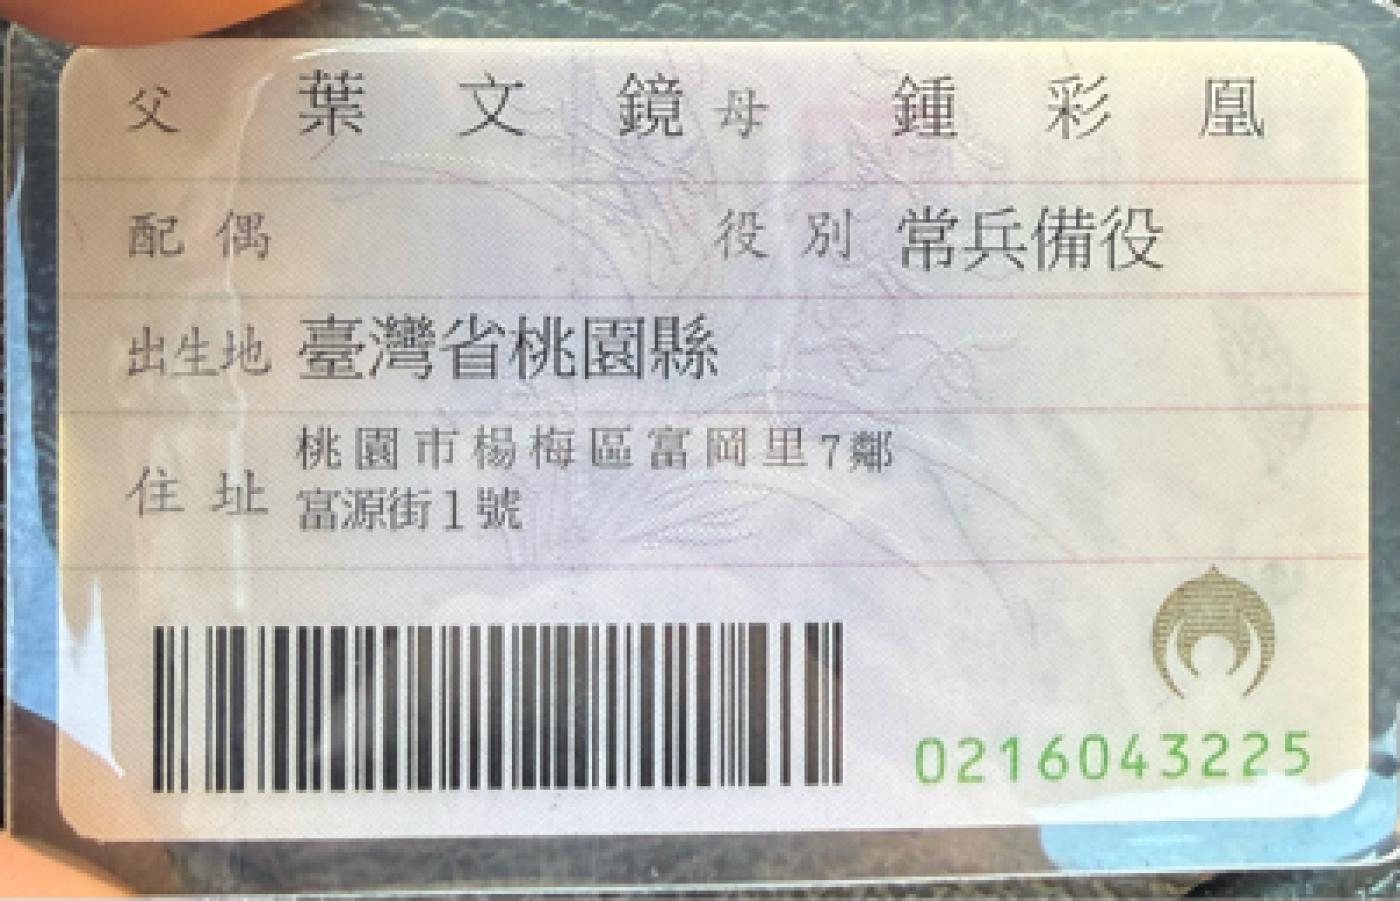 父 葉文鏡 母 鍾彩凰
配偶 役別 常兵備役
出生地 臺灣省桃園縣
住址 桃園市楊梅區富岡里7鄰
富源街1號
0216043225